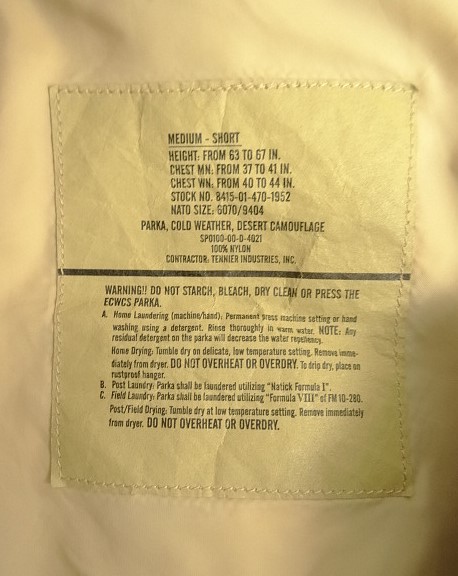 MEDIUM - SHORT
HEIGHT: FROM 63 TO 67 IN.
CHEST MN: FROM 37 TO 41 IN.
CHEST WN: FROM 40 TO 44 IN.
STOCK NO. 8415-01-470-1952
NATO SIZE: 6070/9404
PARKA, COLD WEATHER, DESERT CAMOUFLAGE
SPO100-00-D-4021
100% NYLON
CONTRACTOR: TENNIER INDUSTRIES, INC.
WARNING!! DO NOT STARCH, BLEACH, DRY CLEAN OR PRESS THE
ECWCS PARKA.
A. Home Laundering (machine/hand): Permanent press machine setting or hand
washing using a detergent. Rinse thoroughly in warm water. NOTE: Any
residual detergent on the parka will decrease the water repellency.
Home Drying: Tumble dry on delicate, low temperature setting. Remove imme-
diately from dryer. DO NOT OVERHEAT OR OVERDRY. To drip dry, place on
rustproof hanger.
B. Post Laundry: Parka shall be laundered utilizing "Natick Formula I".
C. Field Laundry: Parka shall be laundered utilizing "Formula VIII" of FM 10-280.
Post/Field Drying: Tumble dry at low temperature setting. Remove immediately
from dryer. DO NOT OVERHEAT OR OVERDRY.